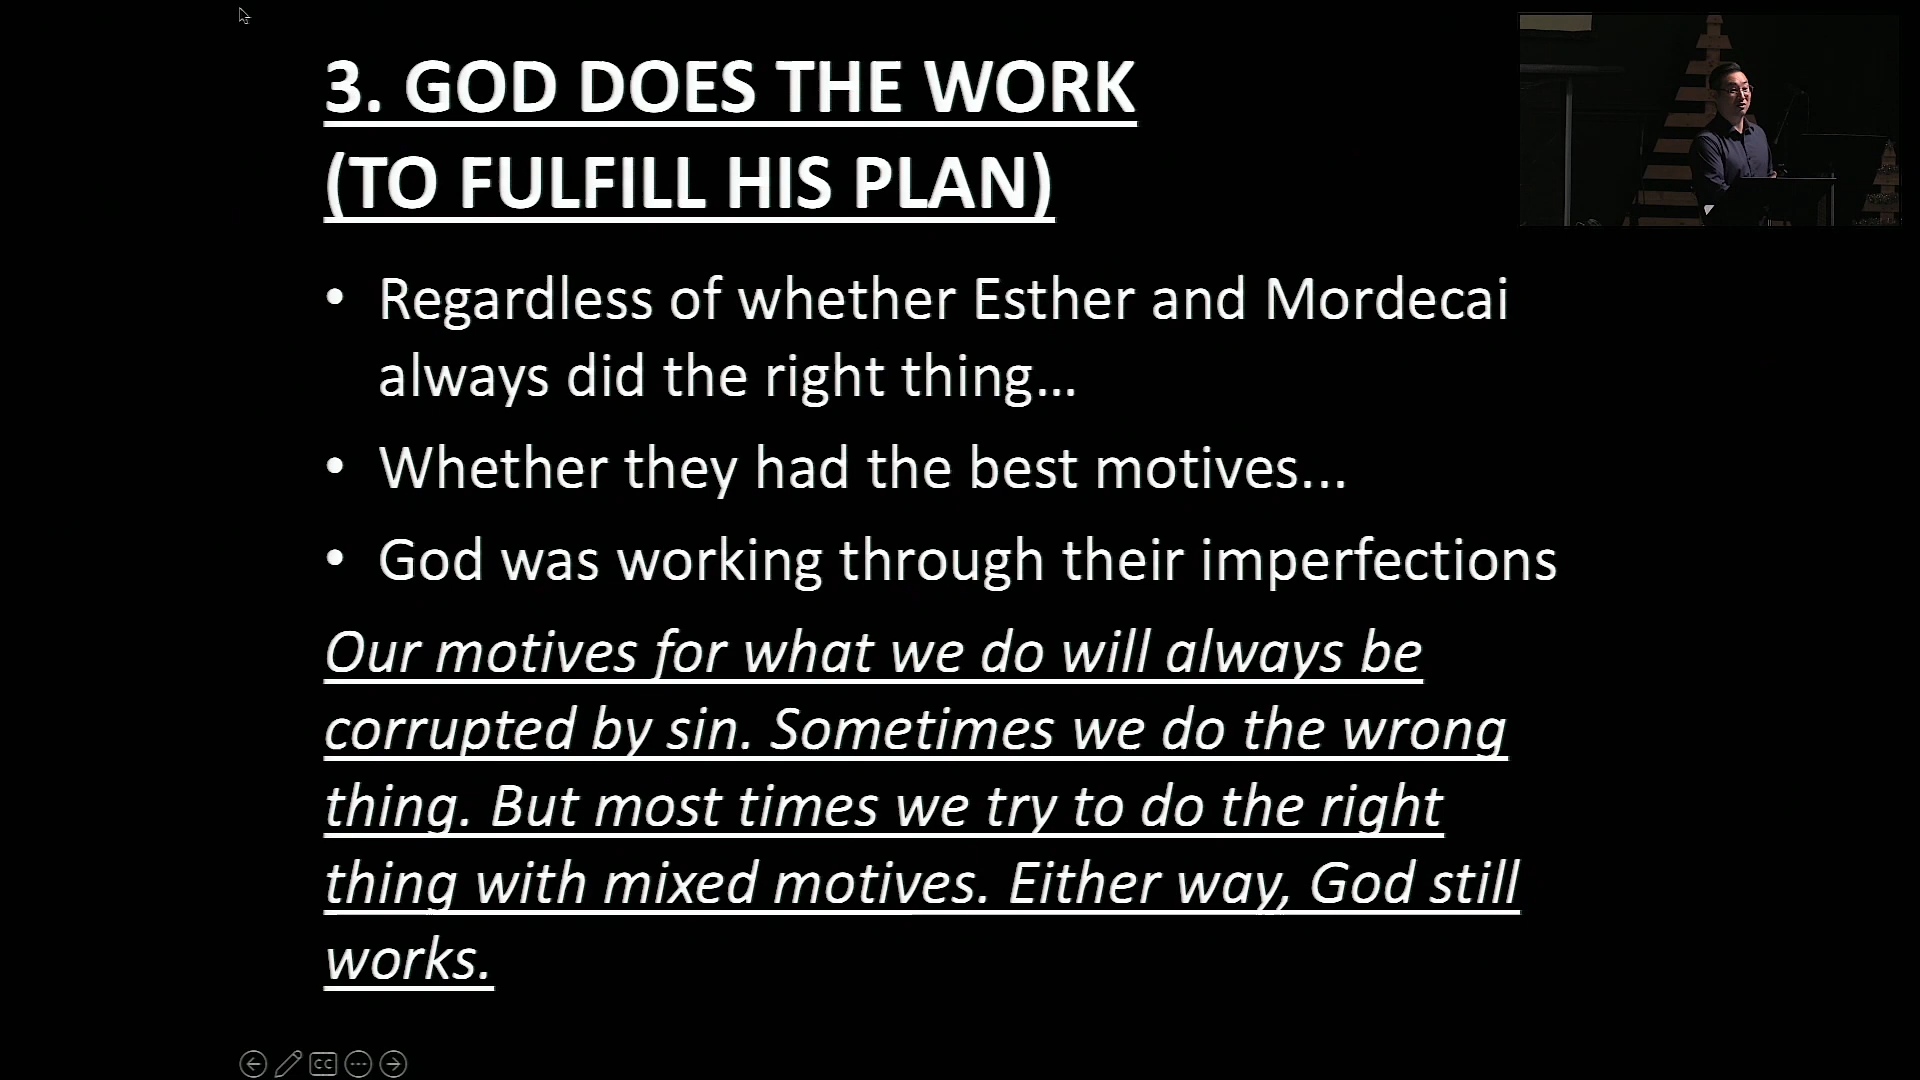 3. GOD DOES THE WORK
(TO FULFILL HIS PLAN)
• Regardless of whether Esther and Mordecai
always did the right thing…
• Whether they had the best motives...
• God was working through their imperfections
Our motives for what we do will always be
corrupted by sin. Sometimes we do the wrong
thing. But most times we try to do the right
thing with mixed motives. Either way, God still
works.
CC